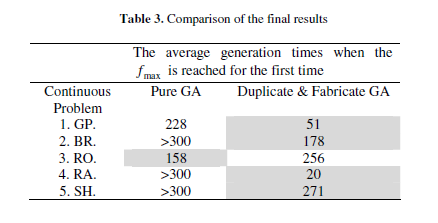 Table 3. Comparison of the final results
The average generation times when the
fmax is reached for the first time
Continuous Problem Pure GA Duplicate & Fabricate GA
1. GP. 228 51
2. BR. >300 178
3. RO. 158 256
4. RA. >300 20
5. SH. >300 271